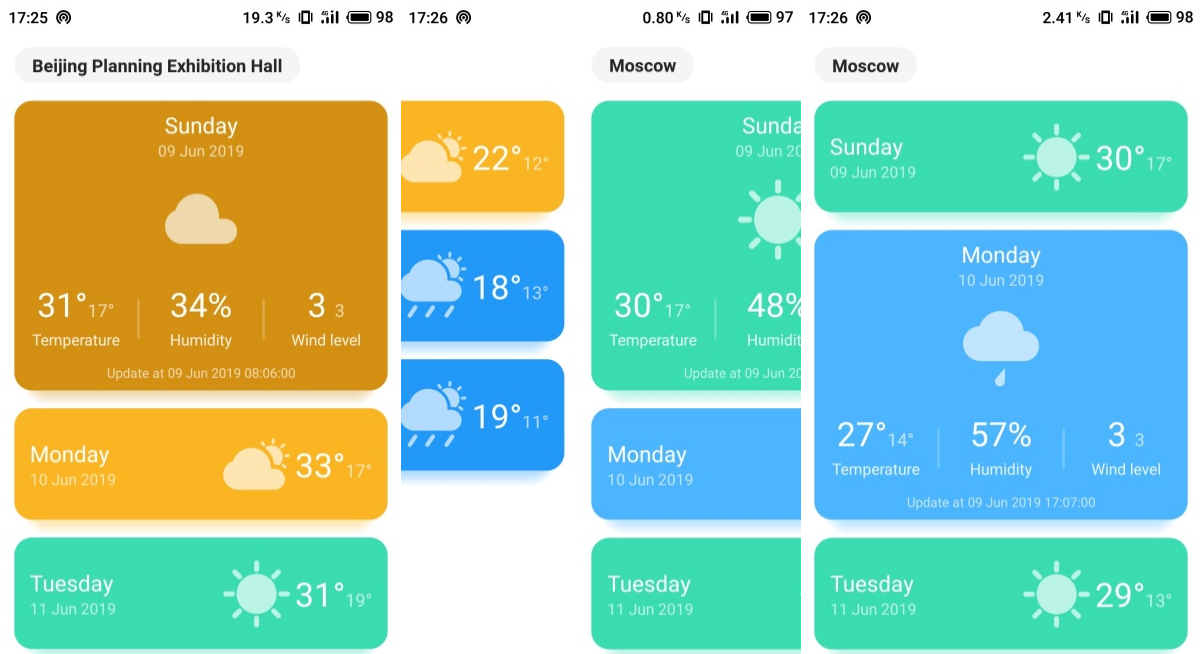 17:25 19.3 K/s 4G 98
Beijing Planning Exhibition Hall
Sunday
09 Jun 2019
31° 17° 34% 3 3
Temperature Humidity Wind level
Update at 09 Jun 2019 08:06:00
Monday
10 Jun 2019
33° 17°
Tuesday
11 Jun 2019
31° 19°
17:26 0.80 K/s 4G 97
22° 12°
18° 13°
19° 11°
Moscow
Sunda
09 Jun 20
30° 17° 48%
Temperature Humidit
Update at 09 Jun 20
Monday
10 Jun 2019
Tuesday
11 Jun 2019
17:26 2.41 K/s 4G 98
Moscow
Sunday
09 Jun 2019
30° 17°
Monday
10 Jun 2019
27° 14° 57% 3 3
Temperature Humidity Wind level
Update at 09 Jun 2019 17:07:00
Tuesday
11 Jun 2019
29° 13°